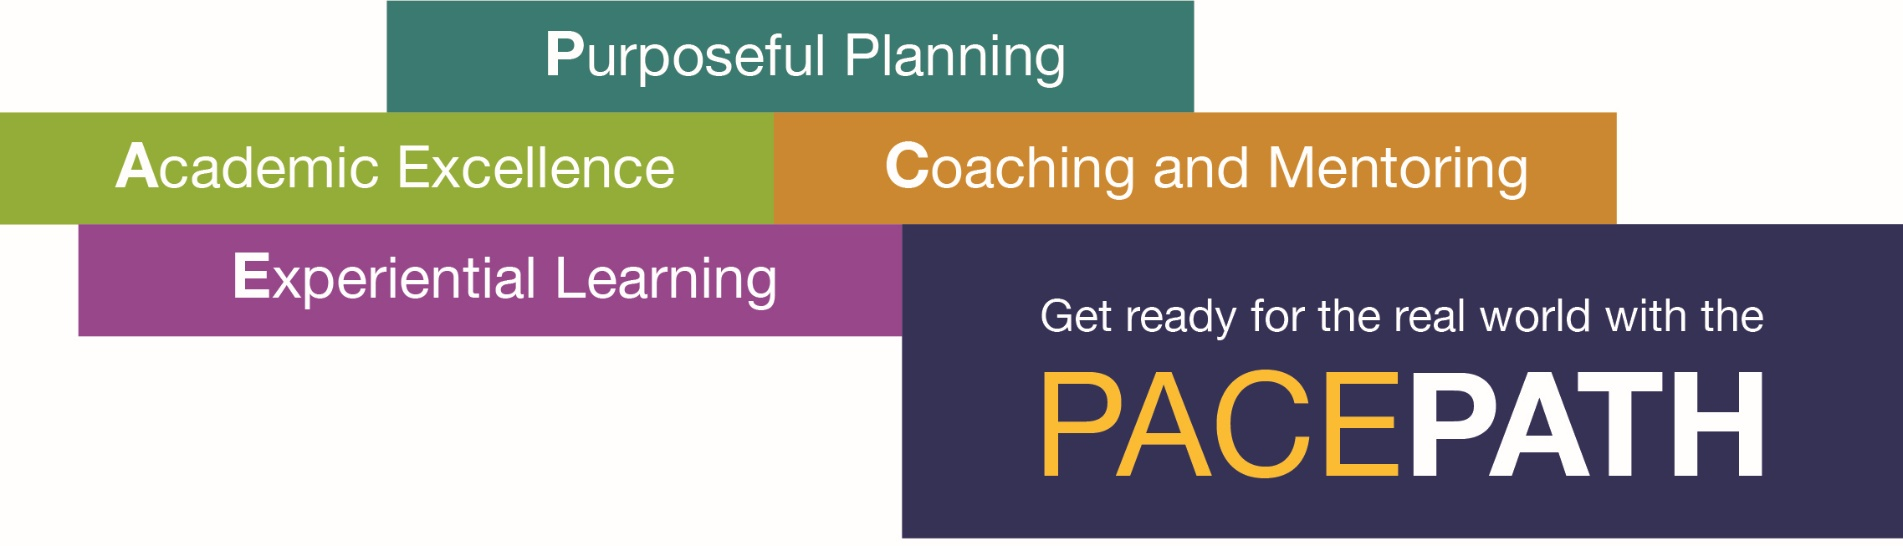 Purposeful Planning
Academic Excellence
Coaching and Mentoring
Experiential Learning
Get ready for the real world with the
PACEPATH